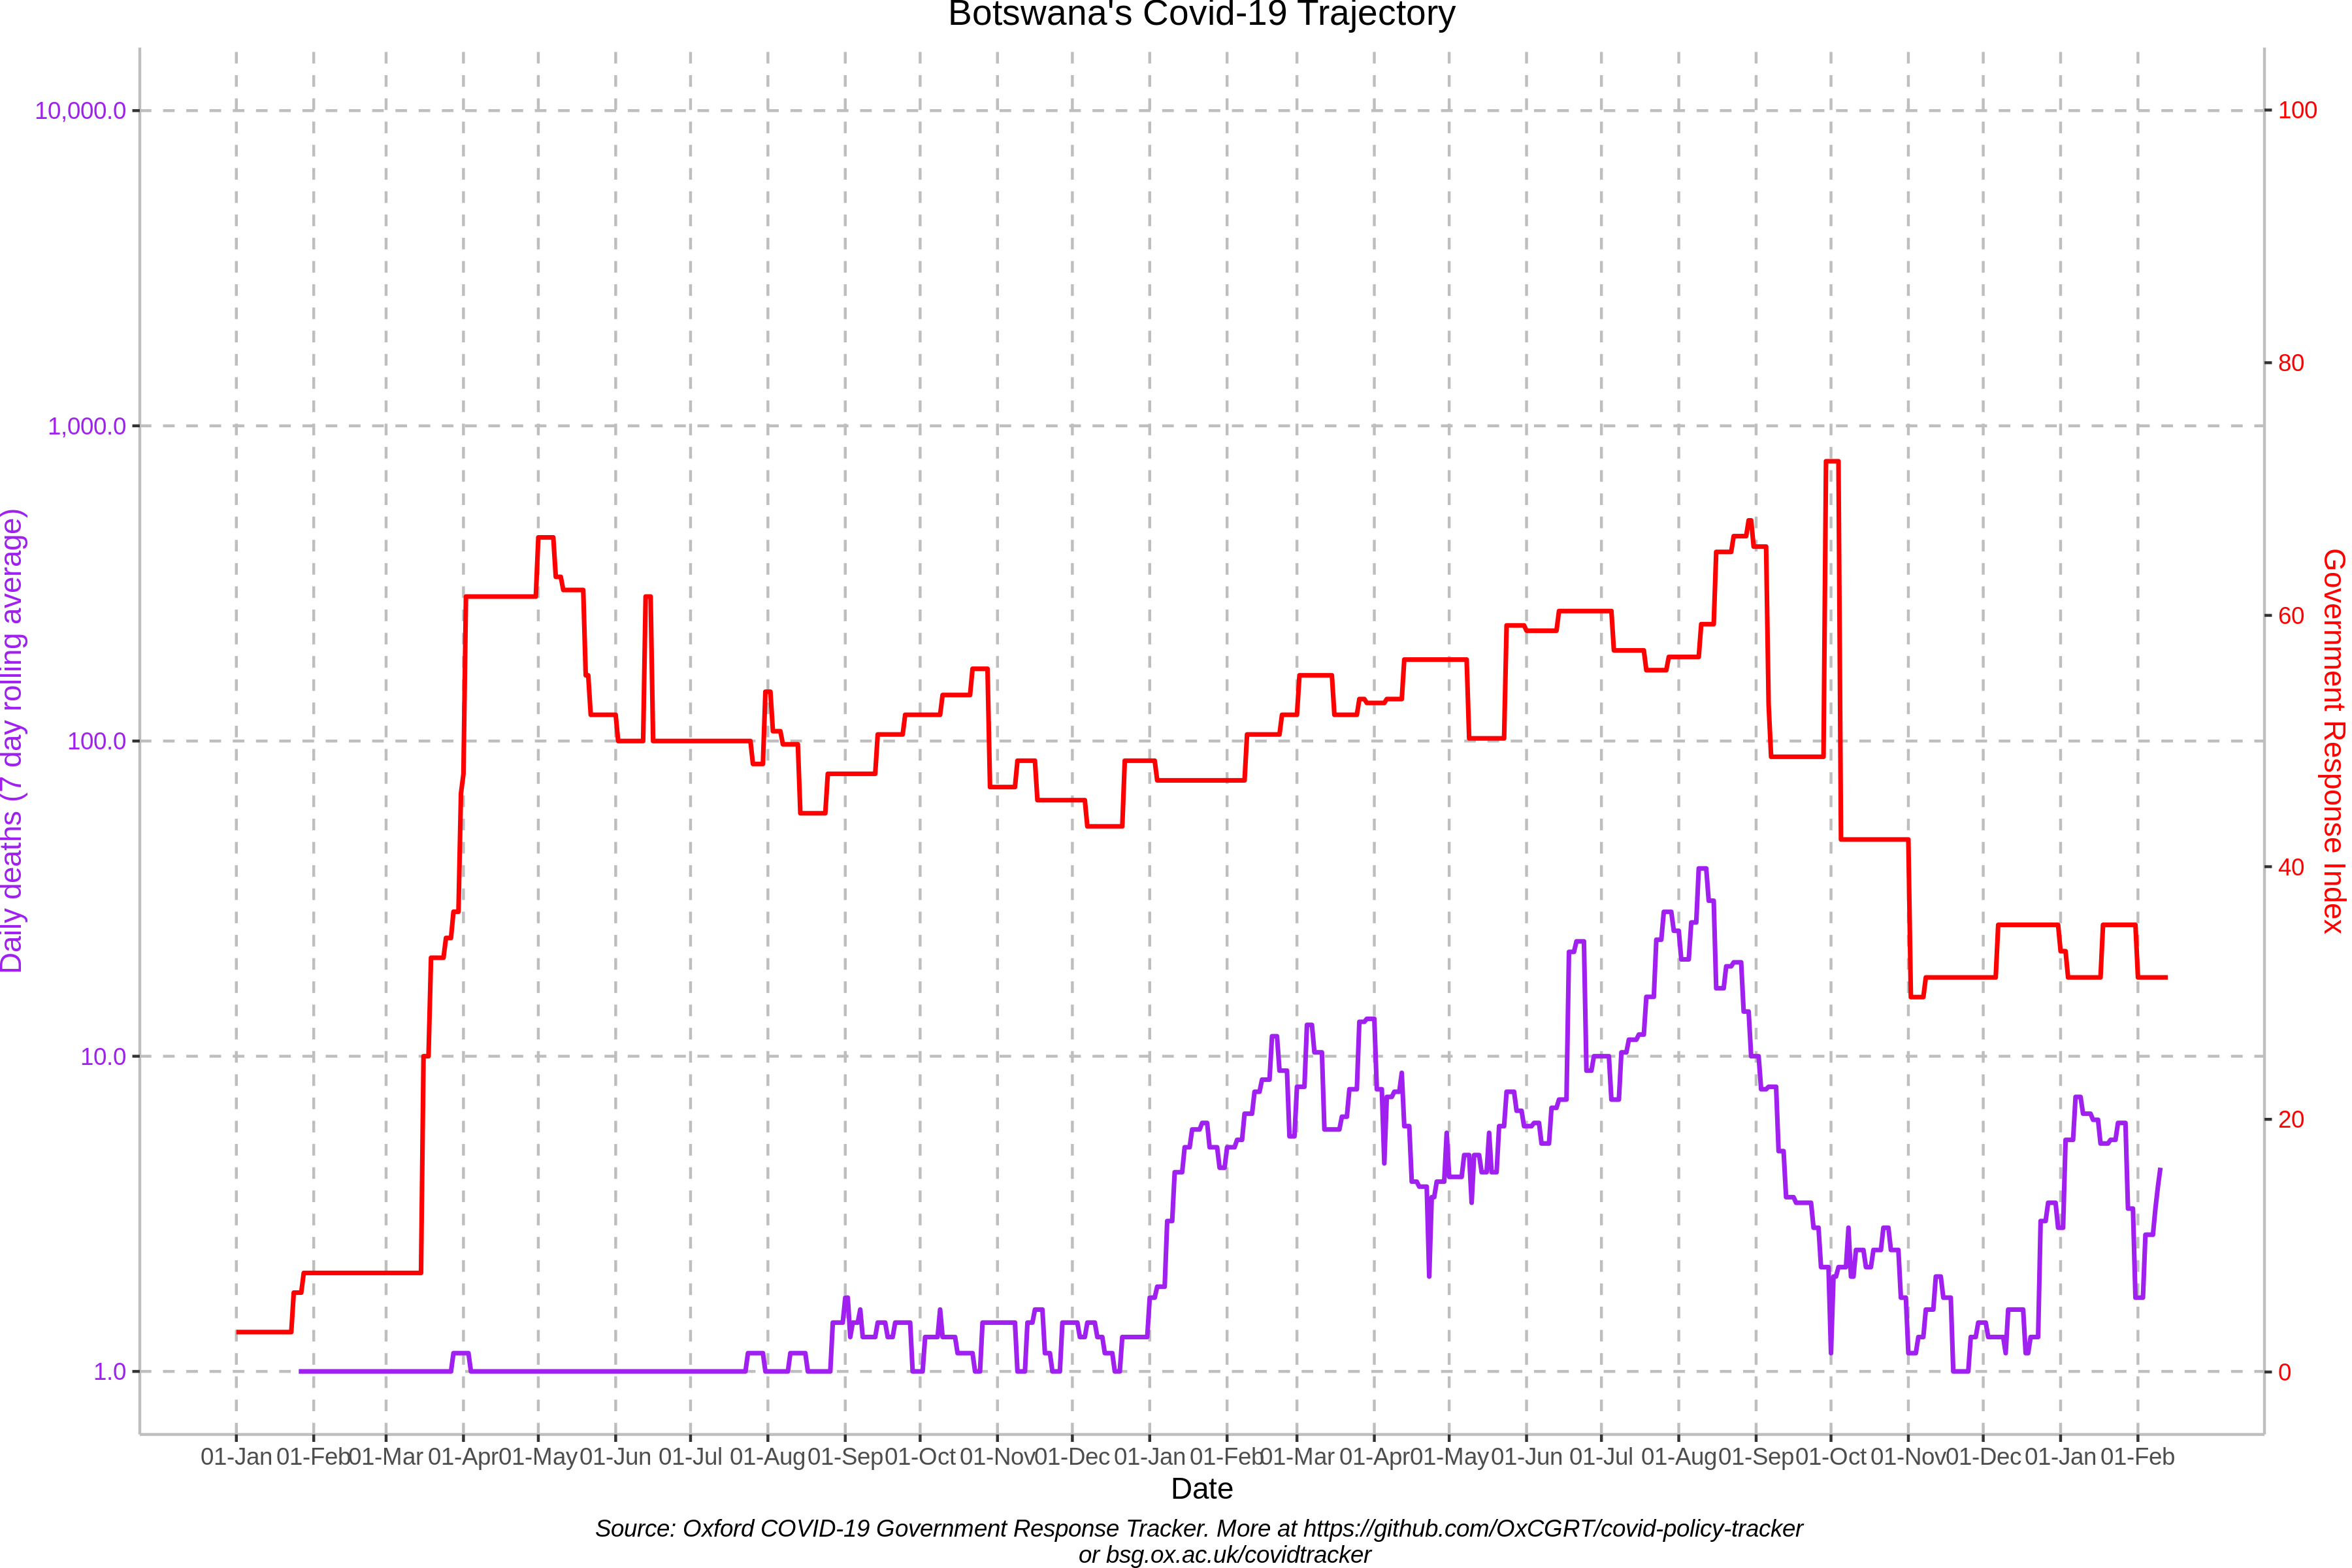 Botswana's Covid-19 Trajectory
10,000.0
1,000.0
100.0
10.0
1.0
Daily deaths (7 day rolling average)
100
80
60
40
20
0
Government Response Index
01-Jan 01-Feb 01-Mar 01-Apr 01-May 01-Jun 01-Jul 01-Aug 01-Sep 01-Oct 01-Nov 01-Dec 01-Jan 01-Feb 01-Mar 01-Apr 01-May 01-Jun 01-Jul 01-Aug 01-Sep 01-Oct 01-Nov 01-Dec 01-Jan 01-Feb
Date
Source: Oxford COVID-19 Government Response Tracker. More at https://github.com/OxCGRT/covid-policy-tracker
or bsg.ox.ac.uk/covidtracker